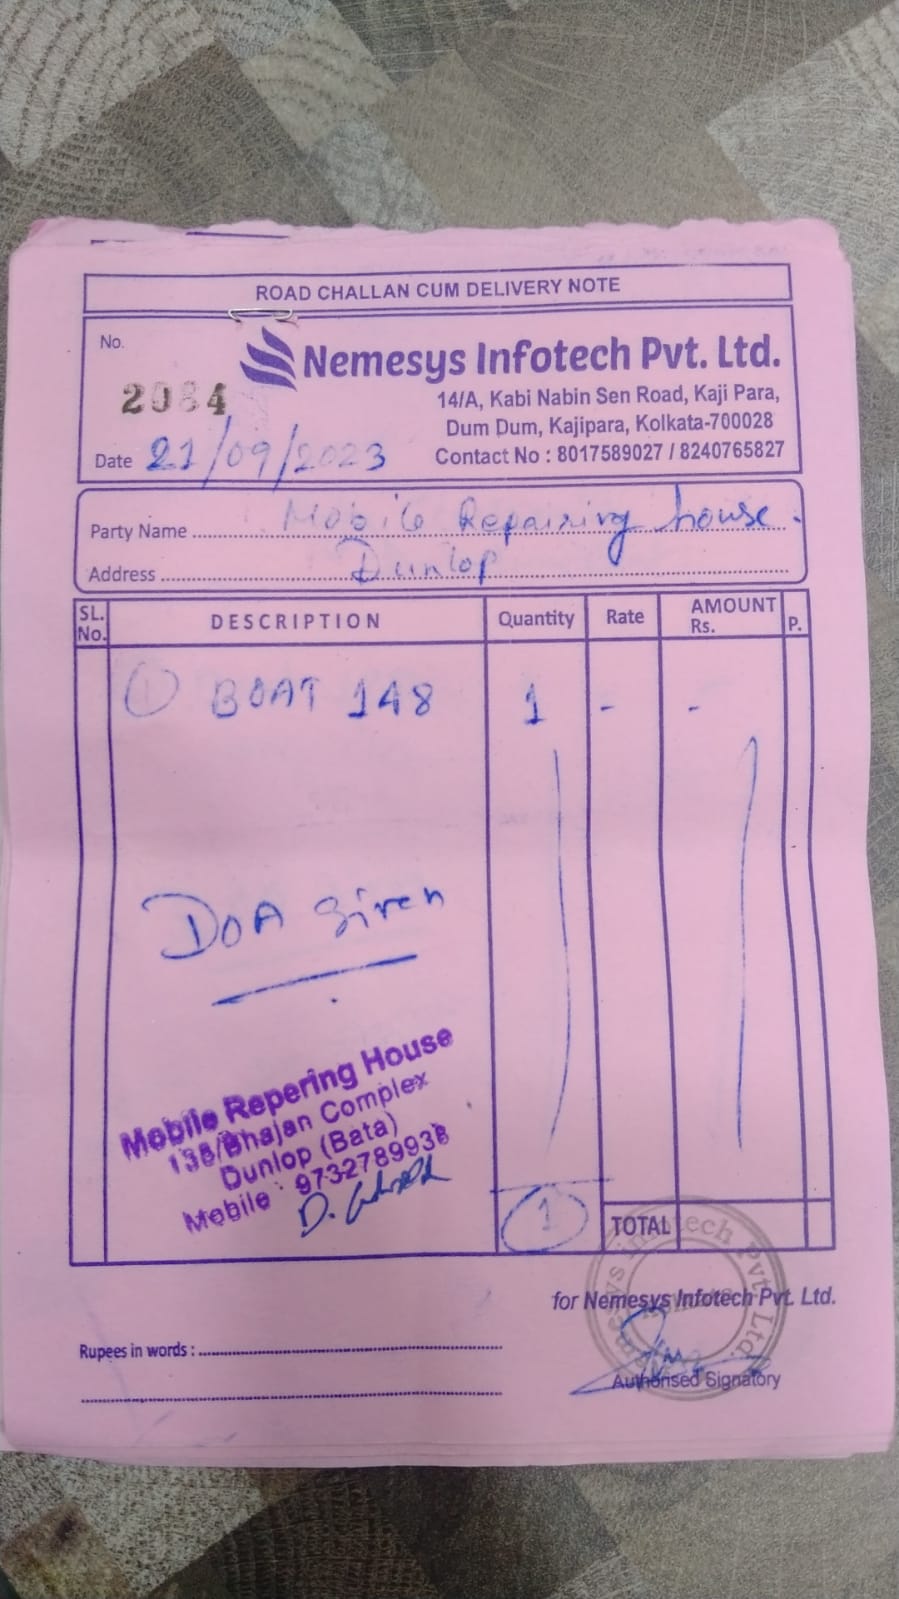 ROAD CHALLAN CUM DELIVERY NOTE
No.
2084
Nemesys Infotech Pvt. Ltd.
14/A, Kabi Nabin Sen Road, Kaji Para,
Dum Dum, Kajipara, Kolkata-700028
Contact No : 8017589027 / 8240765827
Date 21/09/2023
Party Name Mobile Repairing house.
Address Dunlop
SL. No. DESCRIPTION Quantity Rate AMOUNT Rs. P.
① BOAT 148 1 - -
DOA given
Mobile Repering House
138/Bhajan Complex
Dunlop (Bata)
Mobile : 9732789938
D.
1
TOTAL
for Nemesys Infotech Pvt. Ltd.
Nemesys Infotech Pvt. Ltd.
Rupees in words :
Authorised Signatory